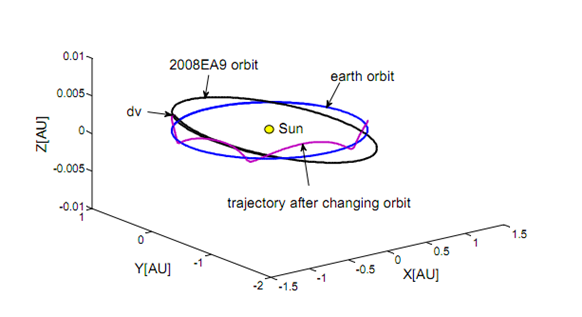 0.01
2008EA9 orbit
earth orbit
0.005
dv
Z[AU]
0
Sun
-0.005
trajectory after changing orbit
-0.01
1
0
-1
-2
Y[AU]
-1.5
-1
-0.5
0
0.5
1
1.5
X[AU]